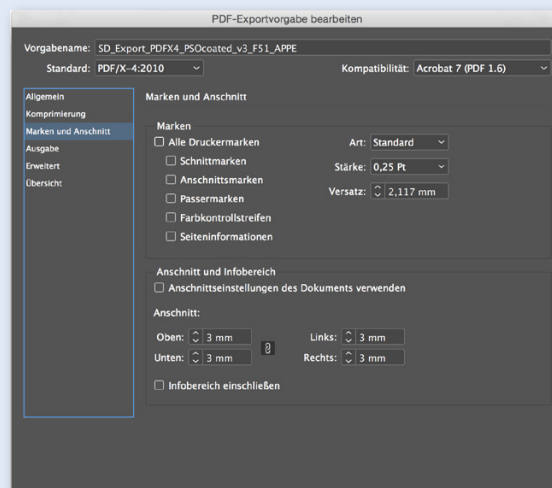 PDF-Exportvorgabe bearbeiten
Vorgabename: SD_Export_PDFX4_PSOcoated_v3_F51_APPE
Standard: PDF/X-4:2010 Kompatibilität: Acrobat 7 (PDF 1.6)
Allgemein
Komprimierung
Marken und Anschnitt
Ausgabe
Erweitert
Übersicht
Marken und Anschnitt
Marken
Alle Druckermarken Art: Standard
Schnittmarken Stärke: 0,25 Pt
Anschnittsmarken Versatz: 2,117 mm
Passermarken
Farbkontrollstreifen
Seiteninformationen
Anschnitt und Infobereich
Anschnittseinstellungen des Dokuments verwenden
Anschnitt:
Oben: 3 mm Links: 3 mm
Unten: 3 mm Rechts: 3 mm
Infobereich einschließen